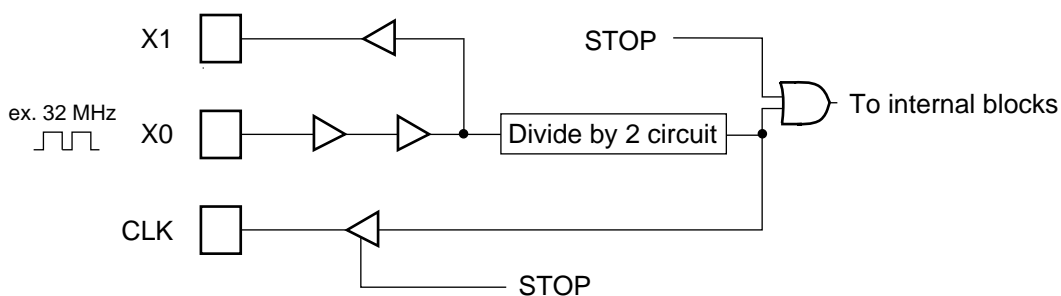 X1
STOP
To internal blocks
ex. 32 MHz
X0
Divide by 2 circuit
CLK
STOP